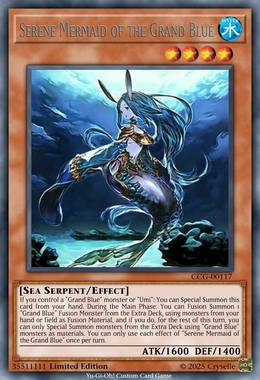 Serene Mermaid of the Grand Blue
WATER
水
CCG-00117
[Sea Serpent/Effect]
If you control a "Grand Blue" monster or "Umi": You can Special Summon this
card from your hand. During the Main Phase: You can Fusion Summon 1
"Grand Blue" Fusion Monster from the Extra Deck, using monsters from your
hand or field as Fusion Material, and if you do, for the rest of this turn, you
can only Special Summon monsters from the Extra Deck using "Grand Blue"
monsters as materials. You can only use each effect of "Serene Mermaid of
the Grand Blue" once per turn.
ATK/1600 DEF/1400
35511111 Limited Edition
© 2025 Cryselle
Yu-Gi-Oh! Custom Card Game